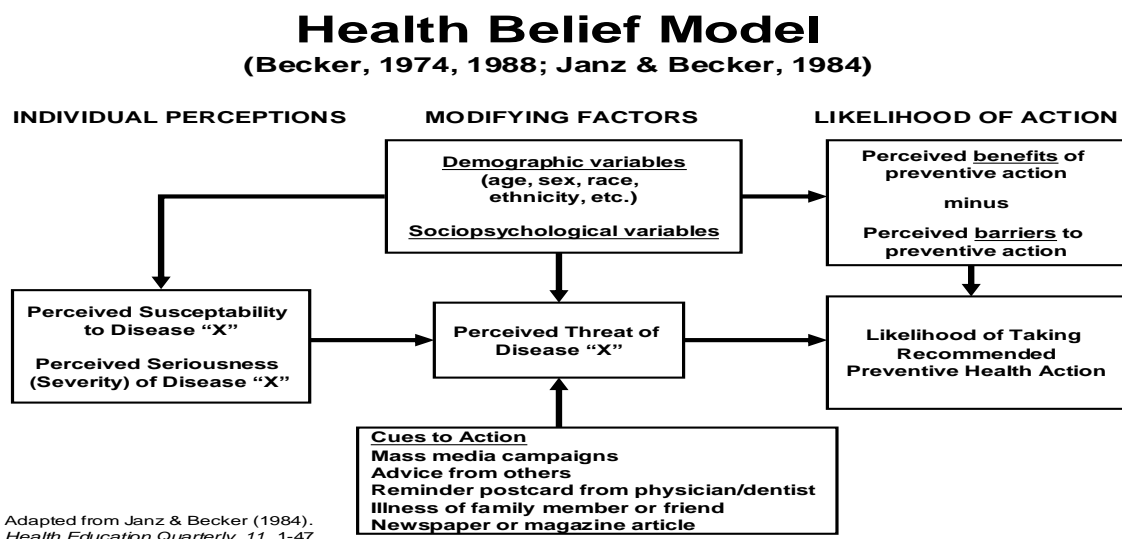 Health Belief Model
(Becker, 1974, 1988; Janz & Becker, 1984)
INDIVIDUAL PERCEPTIONS
MODIFYING FACTORS
LIKELIHOOD OF ACTION
Demographic variables
(age, sex, race,
ethnicity, etc.)
Sociopsychological variables
Perceived benefits of
preventive action
minus
Perceived barriers to
preventive action
Perceived Susceptability
to Disease “X”
Perceived Seriousness
(Severity) of Disease “X”
Perceived Threat of
Disease “X”
Likelihood of Taking
Recommended
Preventive Health Action
Cues to Action
Mass media campaigns
Advice from others
Reminder postcard from physician/dentist
Illness of family member or friend
Newspaper or magazine article
Adapted from Janz & Becker (1984).
Health Education Quarterly, 11, 1-47